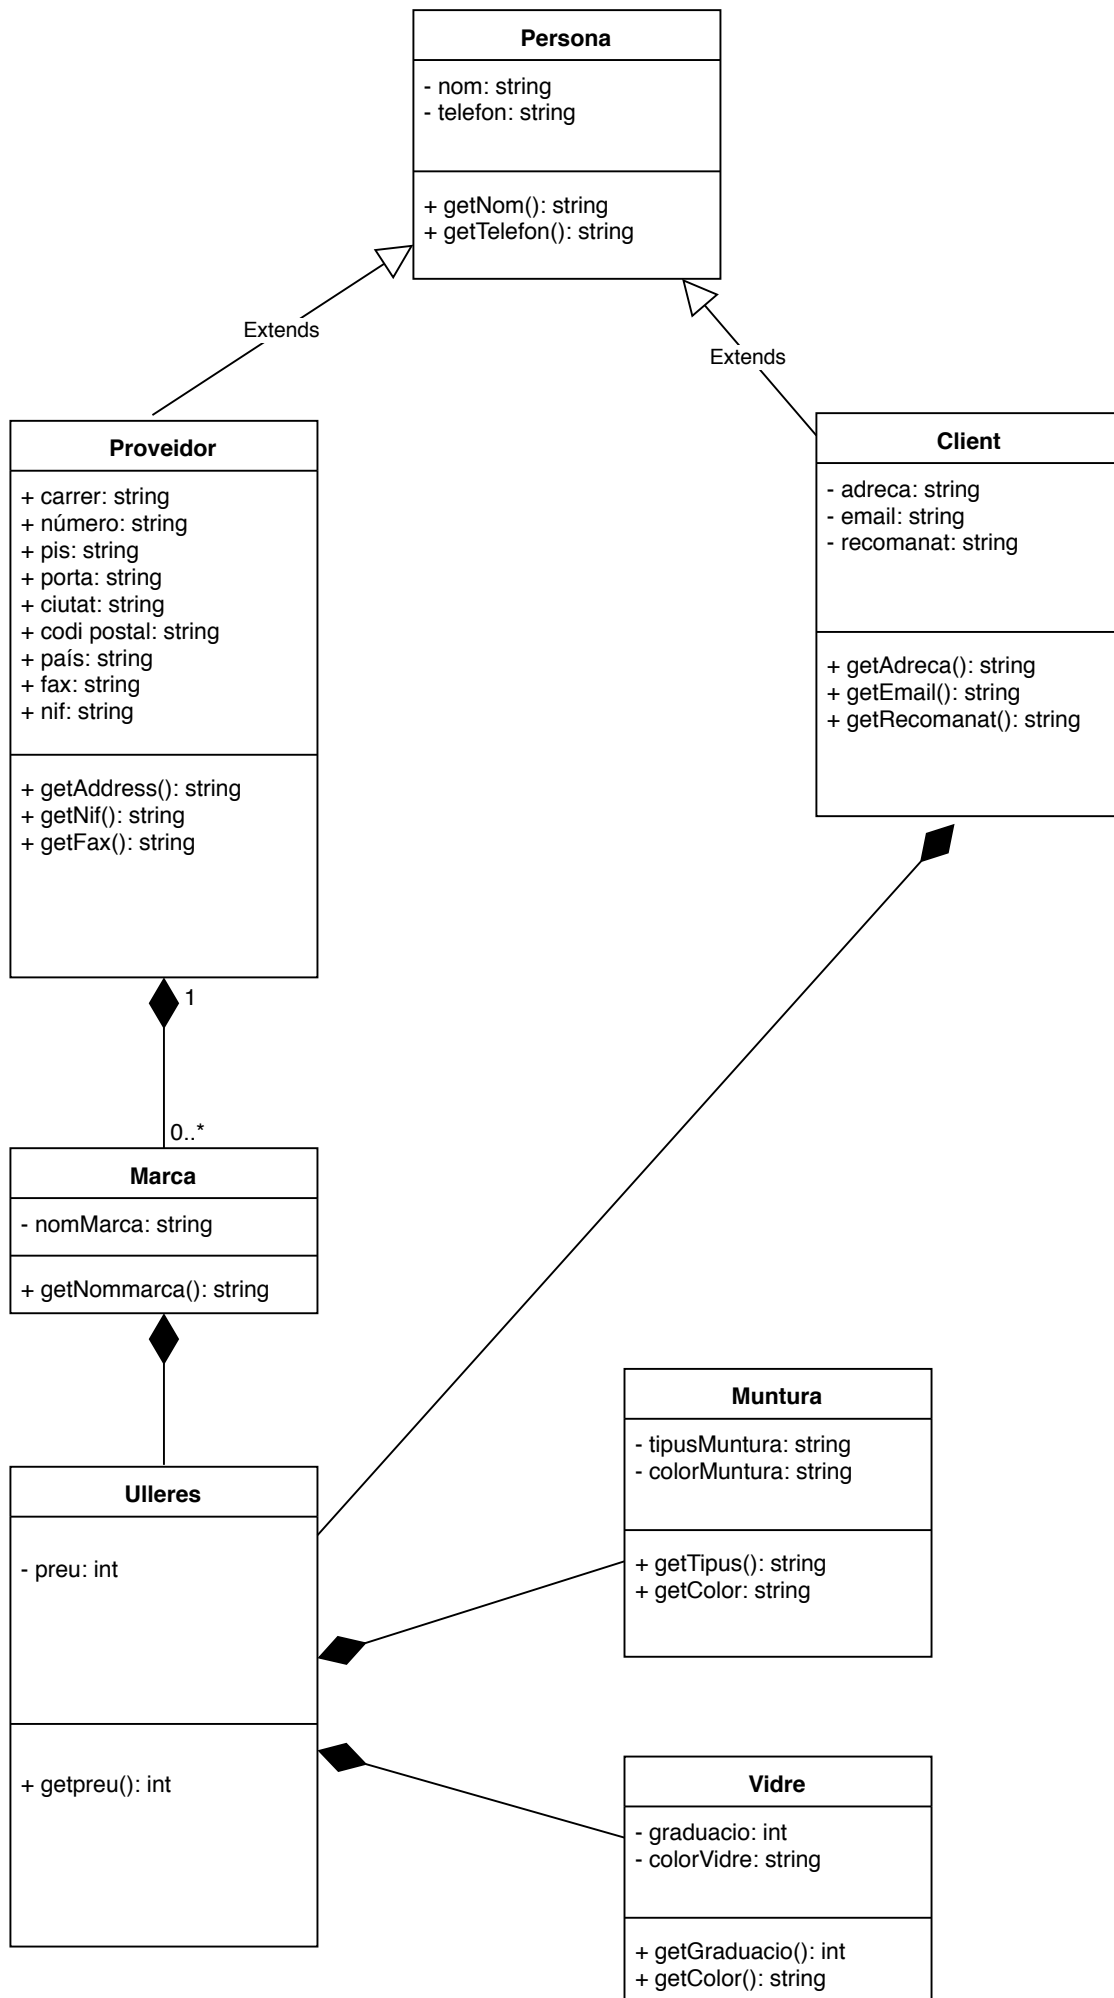 Persona
- nom: string
- telefon: string
+ getNom(): string
+ getTelefon(): string
Extends
Extends
Proveidor
+ carrer: string
+ número: string
+ pis: string
+ porta: string
+ ciutat: string
+ codi postal: string
+ país: string
+ fax: string
+ nif: string
+ getAddress(): string
+ getNif(): string
+ getFax(): string
Client
- adreca: string
- email: string
- recomanat: string
+ getAdreca(): string
+ getEmail(): string
+ getRecomanat(): string
1
0..*
Marca
- nomMarca: string
+ getNommarca(): string
Ulleres
- preu: int
+ getpreu(): int
Muntura
- tipusMuntura: string
- colorMuntura: string
+ getTipus(): string
+ getColor: string
Vidre
- graduacio: int
- colorVidre: string
+ getGraduacio(): int
+ getColor(): string